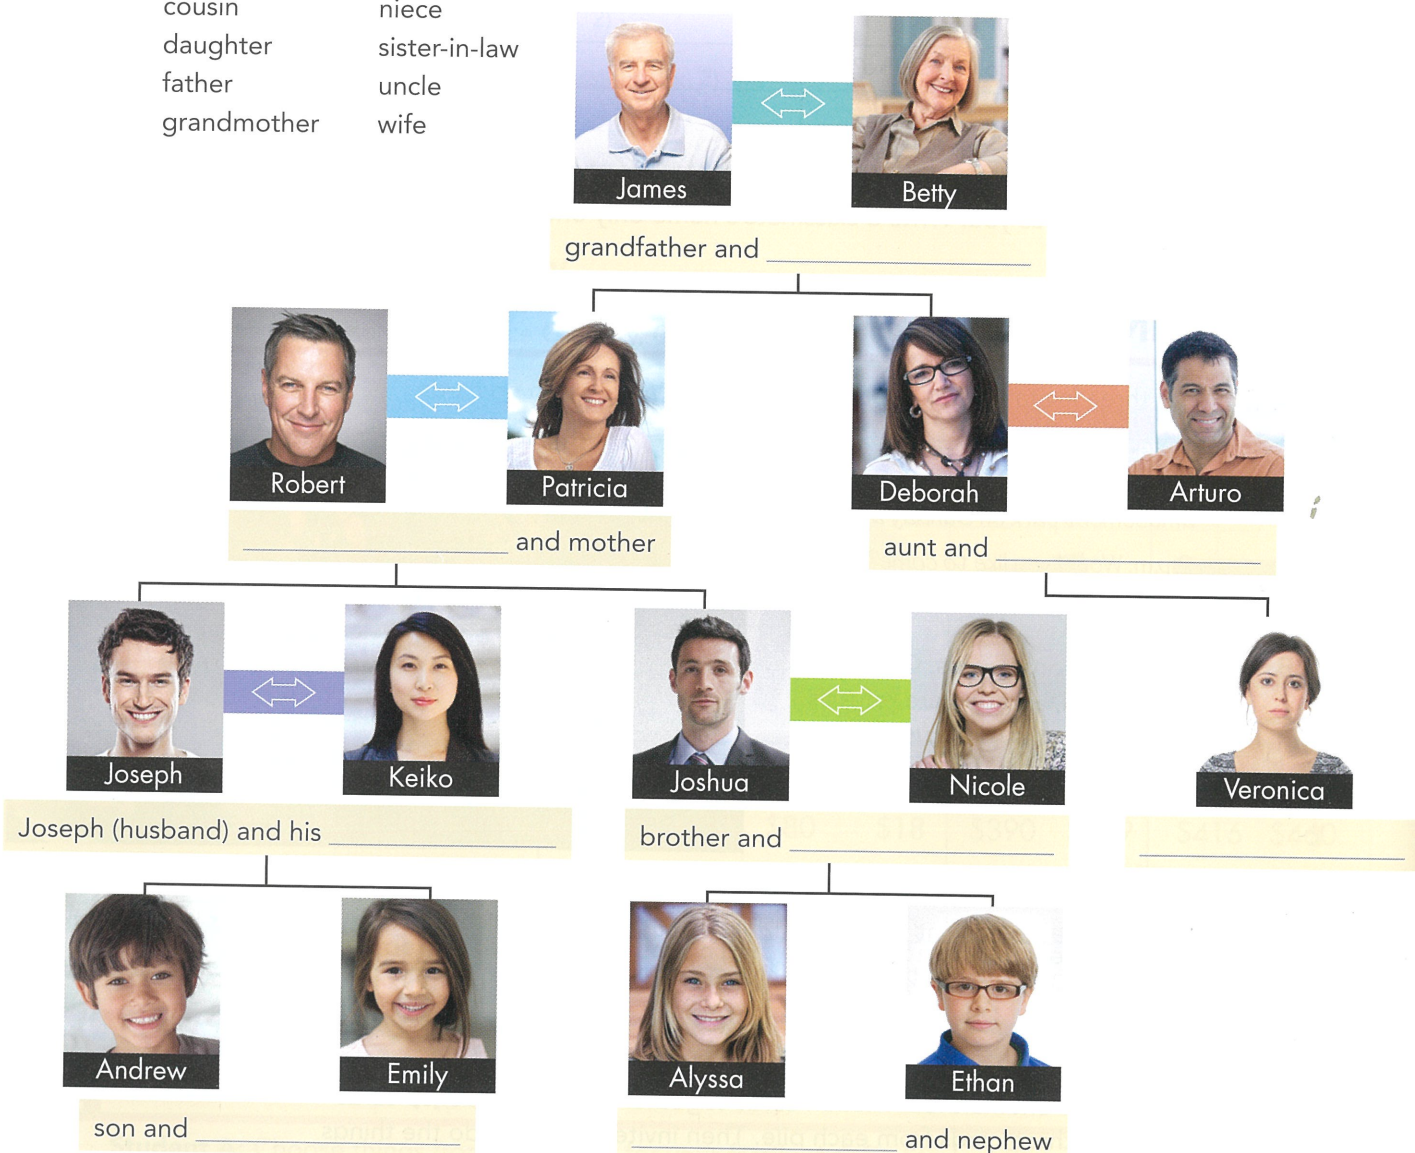 cousin niece
daughter sister-in-law
father uncle
grandmother wife
James Betty
grandfather and
Robert Patricia Deborah Arturo
and mother aunt and
Joseph Keiko Joshua Nicole Veronica
Joseph (husband) and his brother and
Andrew Emily Alyssa Ethan
son and and nephew